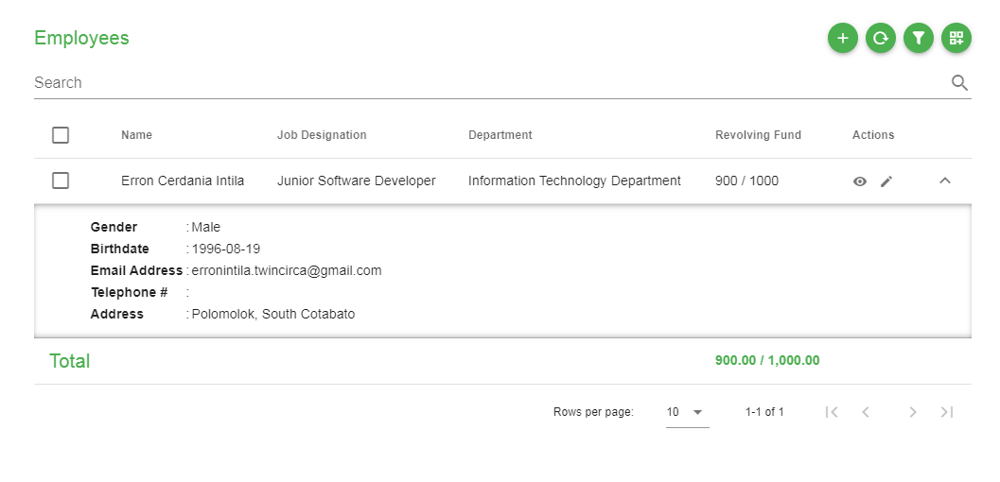 Employees
Search
Name Job Designation Department Revolving Fund Actions
Erron Cerdania Intila Junior Software Developer Information Technology Department 900 / 1000
Gender : Male
Birthdate : 1996-08-19
Email Address : erronintila.twincirca@gmail.com
Telephone # :
Address : Polomolok, South Cotabato
Total 900.00 / 1,000.00
Rows per page: 10 1-1 of 1